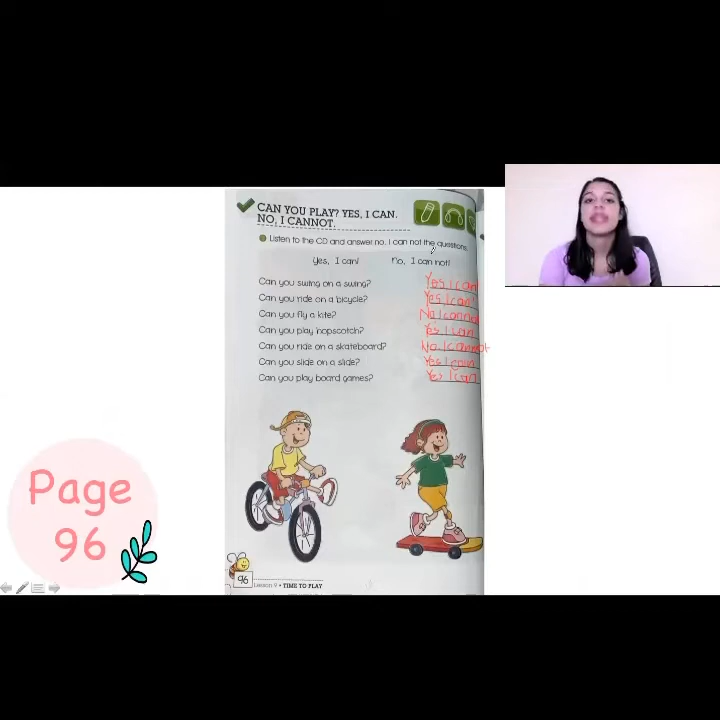 CAN YOU PLAY? YES, I CAN.
NO, I CANNOT.
Listen to the CD and answer no, I can not the questions.
Yes, I can! No, I can not!
Can you swing on a swing? Yes I can
Can you ride on a bicycle? Yes I can
Can you fly a kite? No I cannot
Can you play hopscotch? Yes I can
Can you ride on a skateboard? No. I cannot
Can you slide on a slide? Yes I can
Can you play board games? Yes I can
Page
96
96 Lesson 9 • TIME TO PLAY